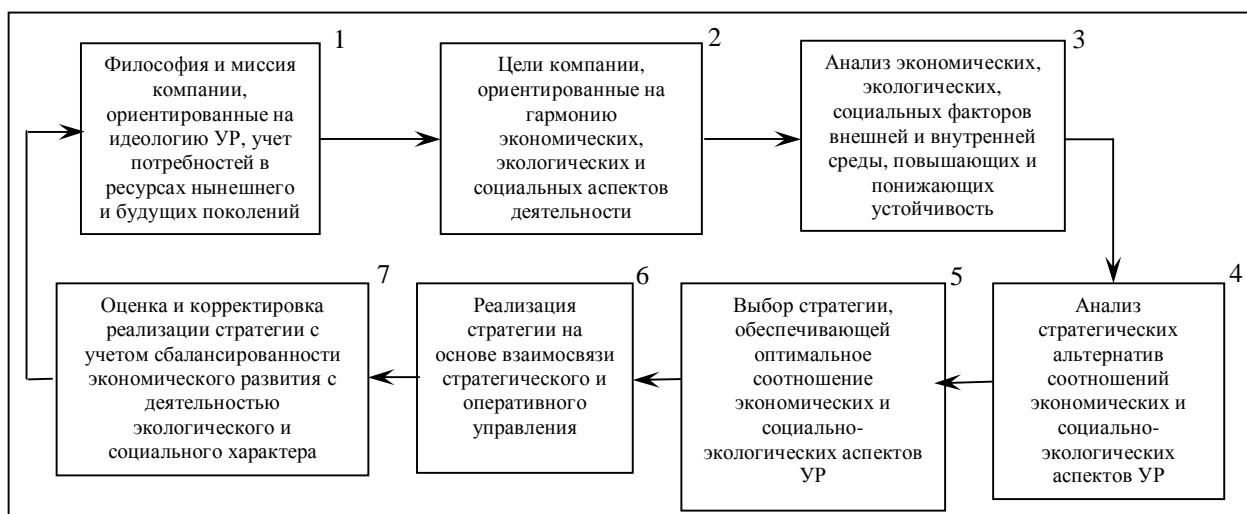 1
Философия и миссия
компании,
ориентированные на
идеологию УР, учет
потребностей в
ресурсах нынешнего
и будущих поколений
2
Цели компании,
ориентированные на
гармонию
экономических,
экологических и
социальных аспектов
деятельности
3
Анализ экономических,
экологических,
социальных факторов
внешней и внутренней
среды, повышающих и
понижающих
устойчивость
4
Анализ
стратегических
альтернатив
соотношений
экономических и
социально-
экологических
аспектов УР
5
Выбор стратегии,
обеспечивающей
оптимальное
соотношение
экономических и
социально-
экологических аспектов
УР
6
Реализация
стратегии на
основе взаимосвязи
стратегического и
оперативного
управления
7
Оценка и корректировка
реализации стратегии с
учетом сбалансированности
экономического развития с
деятельностью
экологического и
социального характера